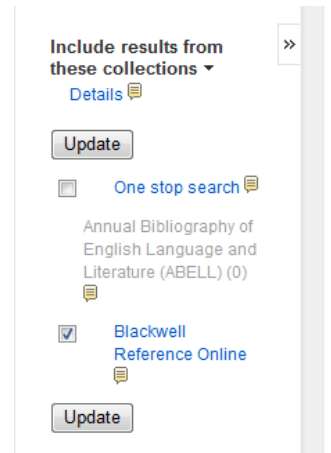 Include results from
these collections ▾
»
Details
Update
One stop search
Annual Bibliography of
English Language and
Literature (ABELL) (0)
Blackwell
Reference Online
Update